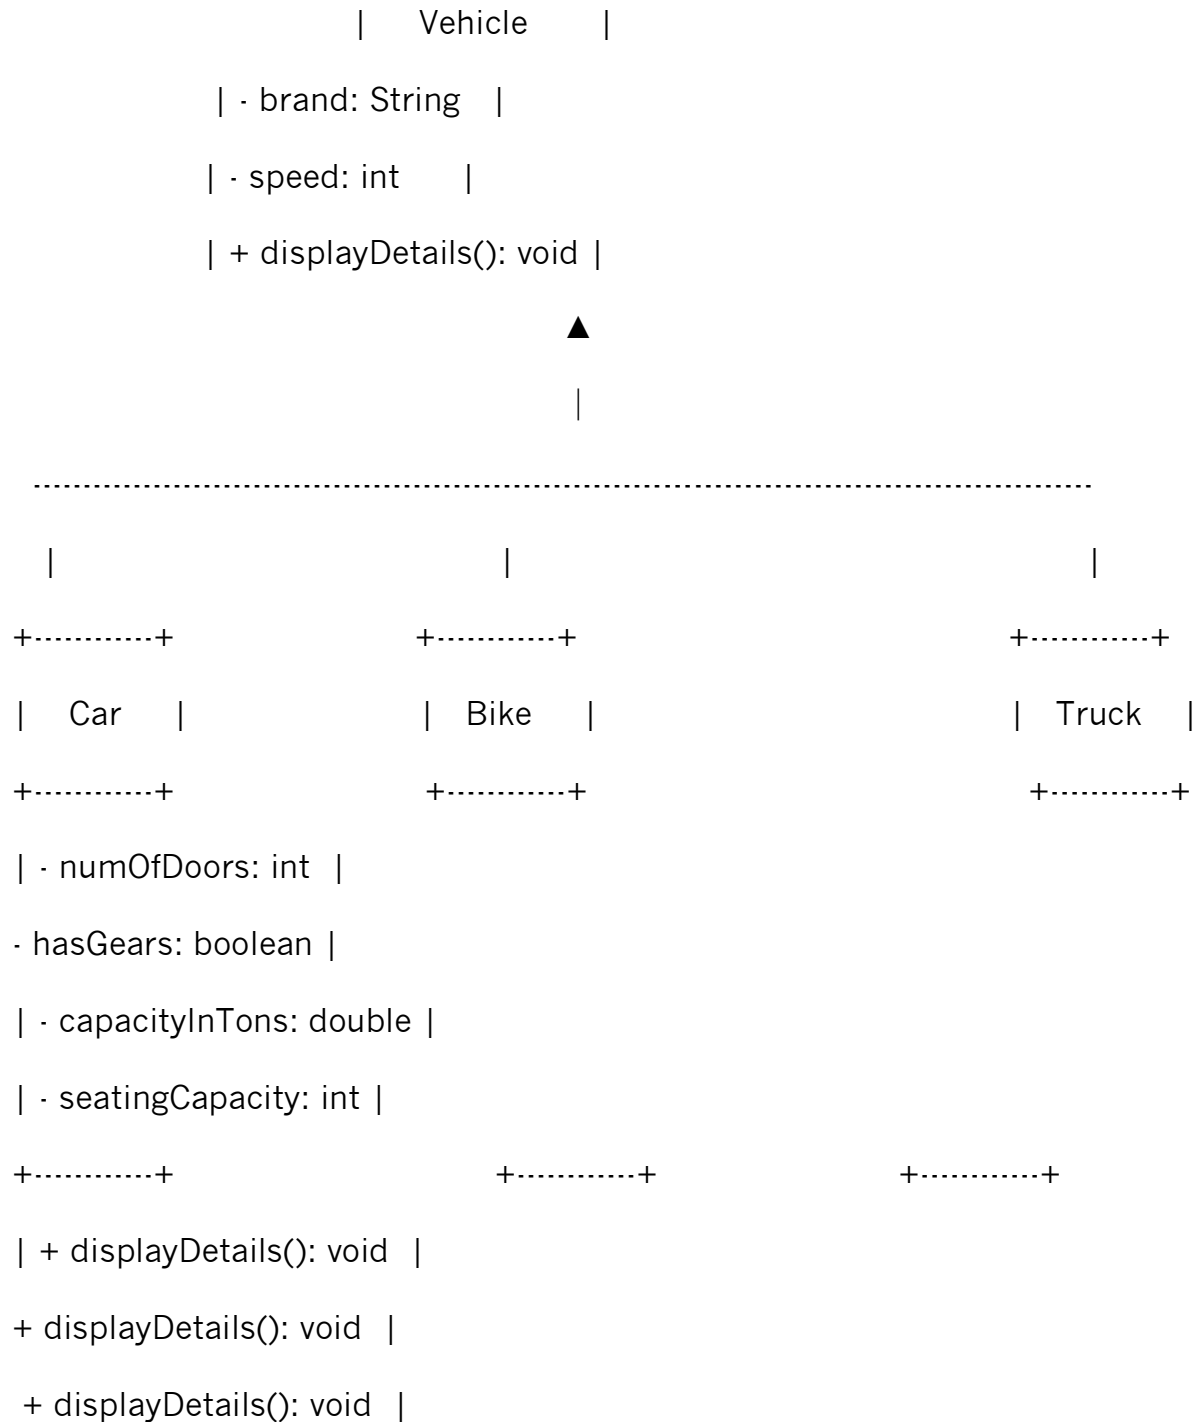 |   Vehicle   |
| - brand: String  |
| - speed: int   |
| + displayDetails(): void |
▲
|
----------------------------------------------------------------------------------------------------------
|   |   |
+------------+   +------------+   +------------+
|  Car   |   |  Bike   |   |  Truck  |
+------------+   +------------+   +------------+
| - numOfDoors: int  |
- hasGears: boolean |
| - capacityInTons: double |
| - seatingCapacity: int |
+------------+   +------------+   +------------+
| + displayDetails(): void  |
+ displayDetails(): void  |
+ displayDetails(): void  |